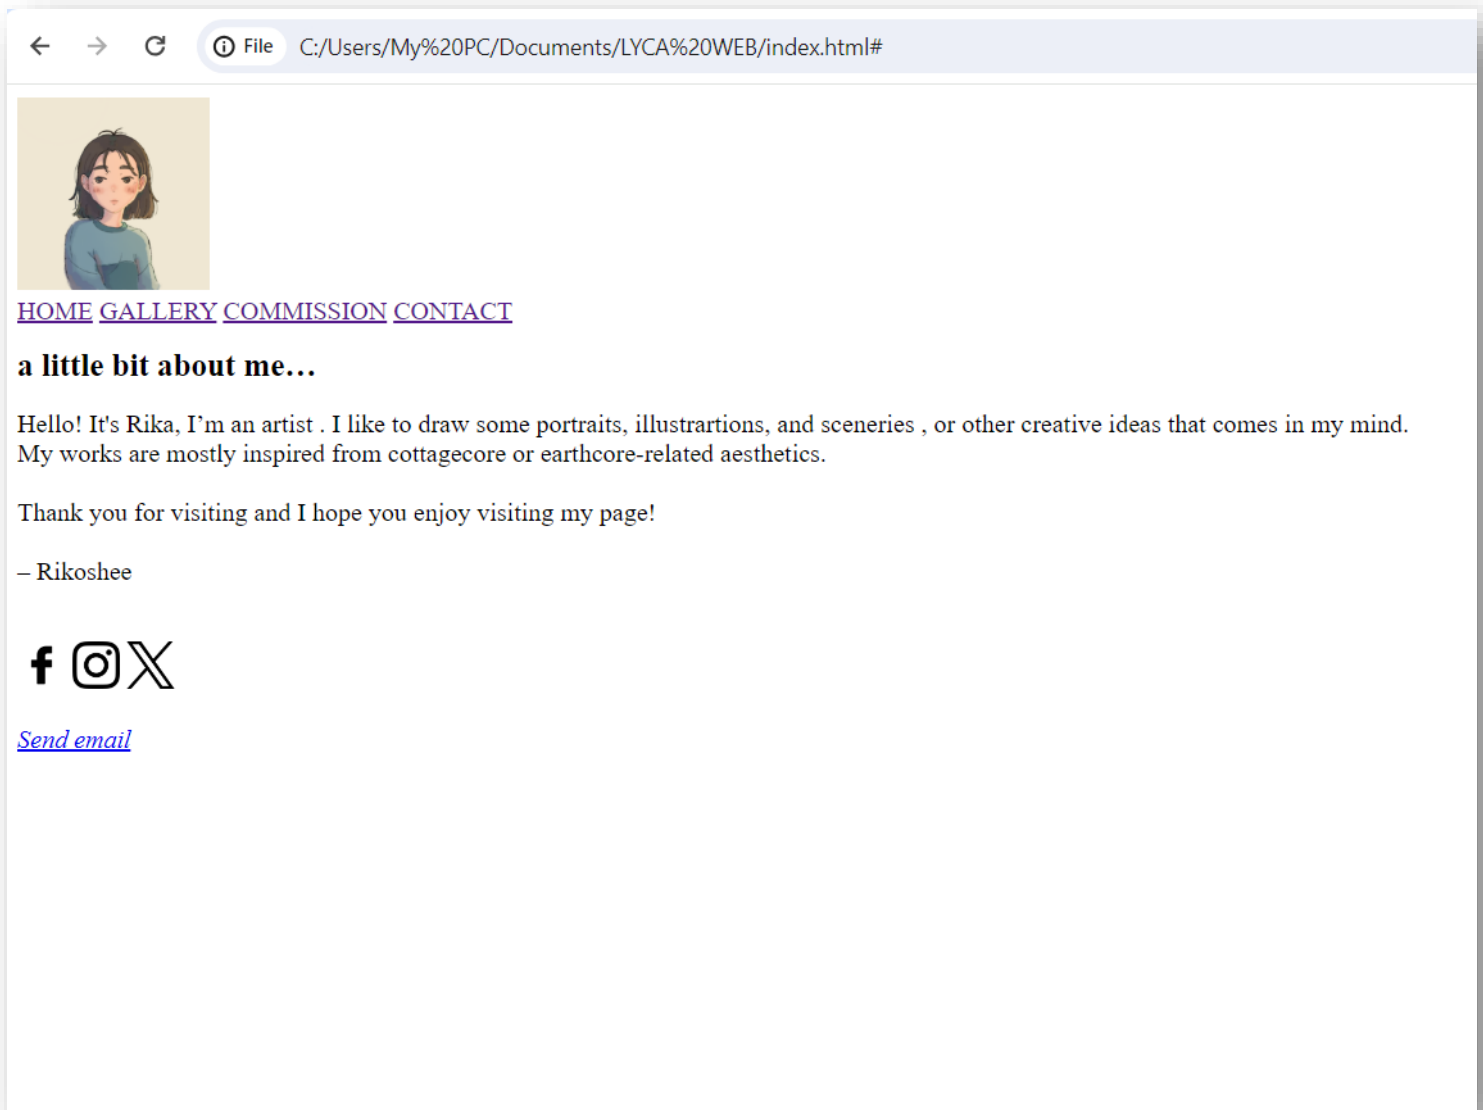 File C:/Users/My%20PC/Documents/LYCA%20WEB/index.html#
HOME GALLERY COMMISSION CONTACT
a little bit about me…
Hello! It's Rika, I’m an artist . I like to draw some portraits, illustrartions, and sceneries , or other creative ideas that comes in my mind.
My works are mostly inspired from cottagecore or earthcore-related aesthetics.
Thank you for visiting and I hope you enjoy visiting my page!
– Rikoshee
Send email